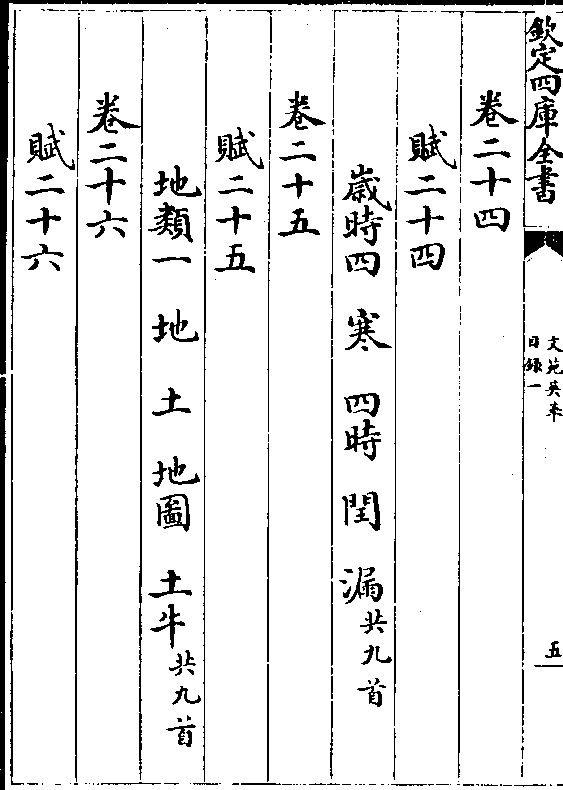 欽定四庫全書
文苑英華
目錄一
五
卷二十四
賦二十四
歲時四 寒 四時 閏 漏共九首
卷二十五
賦二十五
地類一 地 土 地圖 土牛共九首
卷二十六
賦二十六